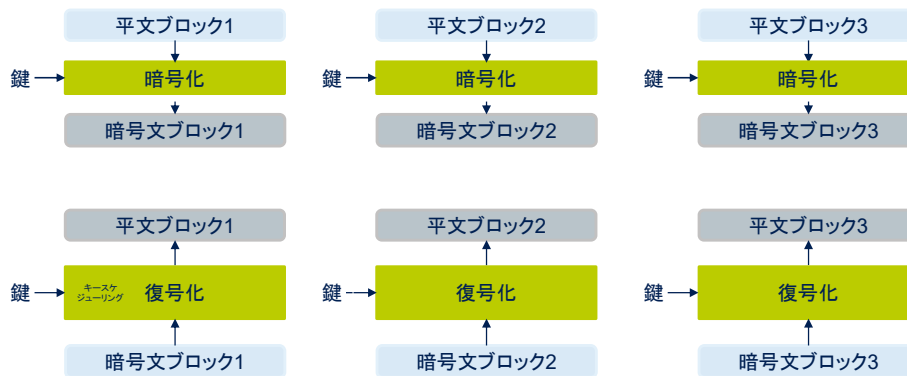 平文ブロック1
平文ブロック2
平文ブロック3
鍵
暗号化
鍵
暗号化
鍵
暗号化
暗号文ブロック1
暗号文ブロック2
暗号文ブロック3
平文ブロック1
平文ブロック2
平文ブロック3
鍵
キースケ
ジューリング
復号化
鍵
復号化
鍵
復号化
暗号文ブロック1
暗号文ブロック2
暗号文ブロック3